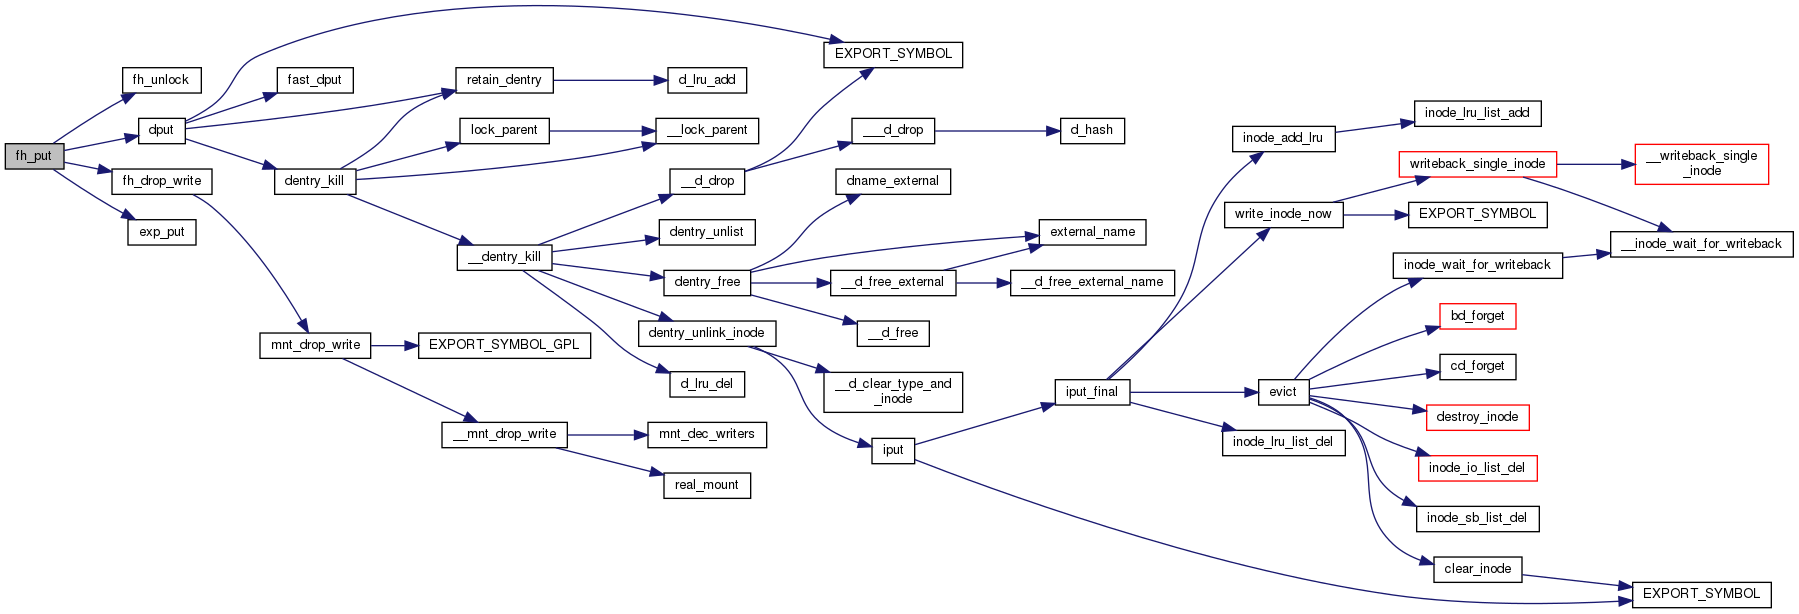 fh_put
fh_unlock
dput
fh_drop_write
exp_put
fast_dput
dentry_kill
mnt_drop_write
retain_dentry
lock_parent
__dentry_kill
EXPORT_SYMBOL_GPL
__mnt_drop_write
d_lru_add
__lock_parent
__d_drop
dentry_unlist
dentry_free
dentry_unlink_inode
d_lru_del
mnt_dec_writers
real_mount
EXPORT_SYMBOL
___d_drop
dname_external
__d_free_external
__d_free
__d_clear_type_and
_inode
iput
d_hash
external_name
__d_free_external_name
iput_final
inode_add_lru
write_inode_now
evict
inode_lru_list_del
inode_lru_list_add
writeback_single_inode
EXPORT_SYMBOL
inode_wait_for_writeback
bd_forget
cd_forget
destroy_inode
inode_io_list_del
inode_sb_list_del
clear_inode
__writeback_single
_inode
__inode_wait_for_writeback
EXPORT_SYMBOL